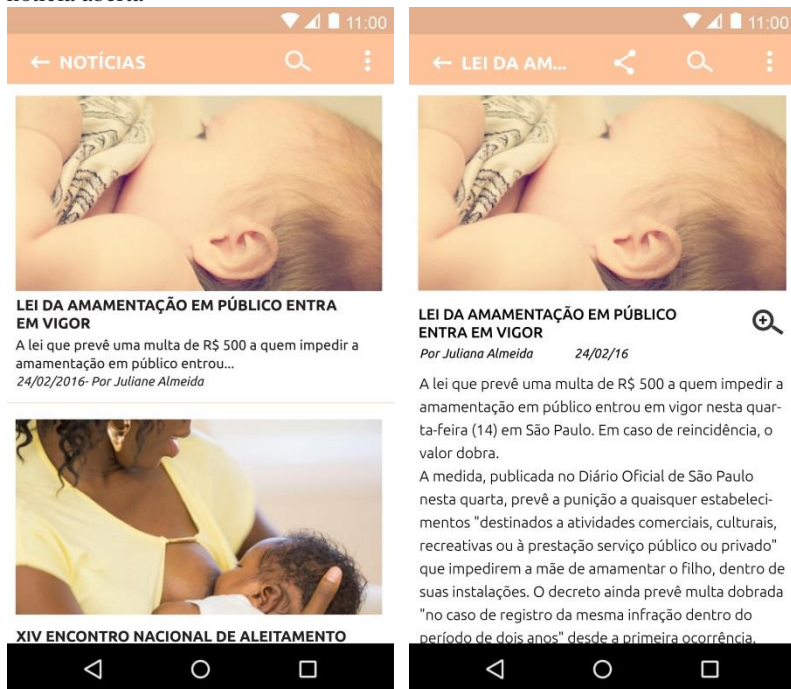 11:00
NOTÍCIAS
LEI DA AMAMENTAÇÃO EM PÚBLICO ENTRA
EM VIGOR
A lei que prevê uma multa de R$ 500 a quem impedir a
amamentação em público entrou...
24/02/2016- Por Juliane Almeida
XIV ENCONTRO NACIONAL DE ALEITAMENTO
11:00
LEI DA AM...
LEI DA AMAMENTAÇÃO EM PÚBLICO
ENTRA EM VIGOR
Por Juliana Almeida 24/02/16
A lei que prevê uma multa de R$ 500 a quem impedir a
amamentação em público entrou em vigor nesta quar-
ta-feira (14) em São Paulo. Em caso de reincidência, o
valor dobra.
A medida, publicada no Diário Oficial de São Paulo
nesta quarta, prevê a punição a quaisquer estabeleci-
mentos "destinados a atividades comerciais, culturais,
recreativas ou à prestação serviço público ou privado"
que impedirem a mãe de amamentar o filho, dentro de
suas instalações. O decreto ainda prevê multa dobrada
"no caso de registro da mesma infração dentro do
período de dois anos" desde a primeira ocorrência.